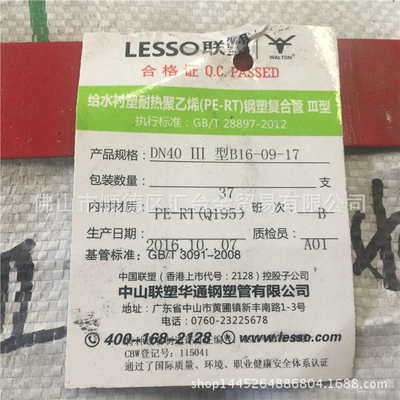 LESSO联塑 WALTON
合格证 Q.C.PASSED
给水衬塑耐热聚乙烯(PE-RT)钢塑复合管 Ⅲ型
执行标准：GB/T 28897-2012
产品规格： DN40 III 型B16-09-17
包装数量： 37 支
内衬材质： PE-RT(Q195) 班 次： B
生产日期： 2016.10.07 质检员： A01
基管标准：GB/T 3091-2008
中国联塑（香港上市代号：2128）控股子公司
中山联塑华通钢塑管有限公司
地址：广东省中山市黄圃镇新丰南路1-3号
电话：0760-23225678
400-168-2128 www.lesso.com
CBW登记号：115041
通过了国际质量、环境、职业健康安全体系认证
shop1445264886804.1688.com